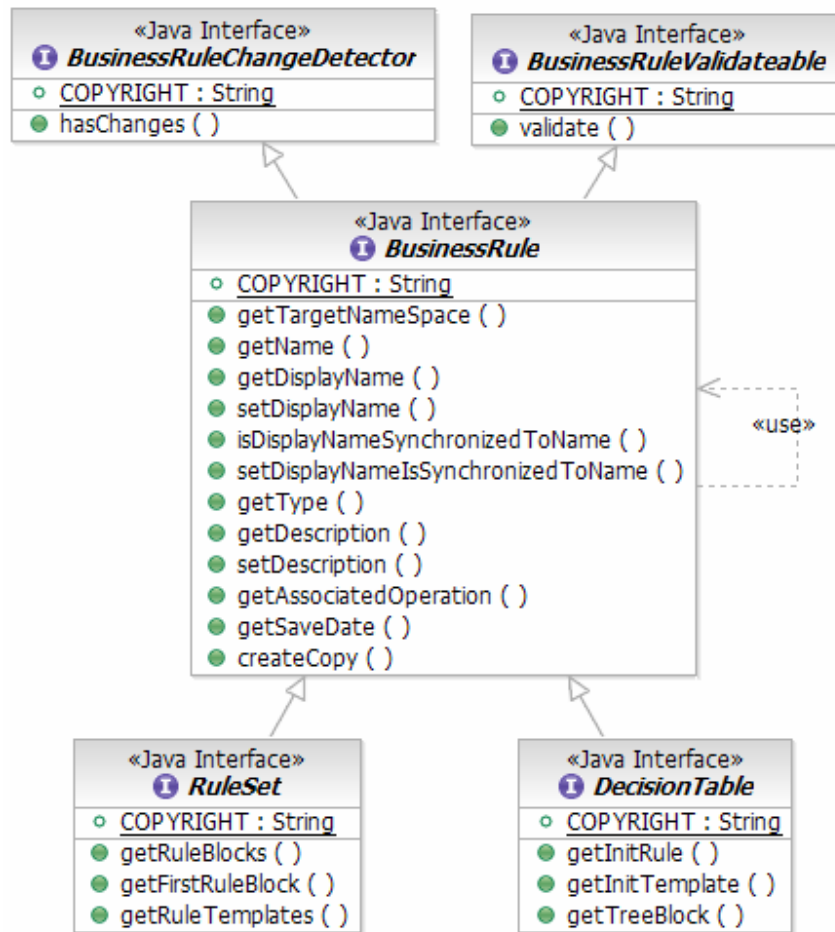 «Java Interface»
I BusinessRuleChangeDetector
COPYRIGHT : String
hasChanges ( )
«Java Interface»
I BusinessRuleValidateable
COPYRIGHT : String
validate ( )
«Java Interface»
I BusinessRule
COPYRIGHT : String
getTargetNameSpace ( )
getName ( )
getDisplayName ( )
setDisplayName ( )
isDisplayNameSynchronizedToName ( )
setDisplayNameIsSynchronizedToName ( )
getType ( )
getDescription ( )
setDescription ( )
getAssociatedOperation ( )
getSaveDate ( )
createCopy ( )
«use»
«Java Interface»
I RuleSet
COPYRIGHT : String
getRuleBlocks ( )
getFirstRuleBlock ( )
getRuleTemplates ( )
«Java Interface»
I DecisionTable
COPYRIGHT : String
getInitRule ( )
getInitTemplate ( )
getTreeBlock ( )